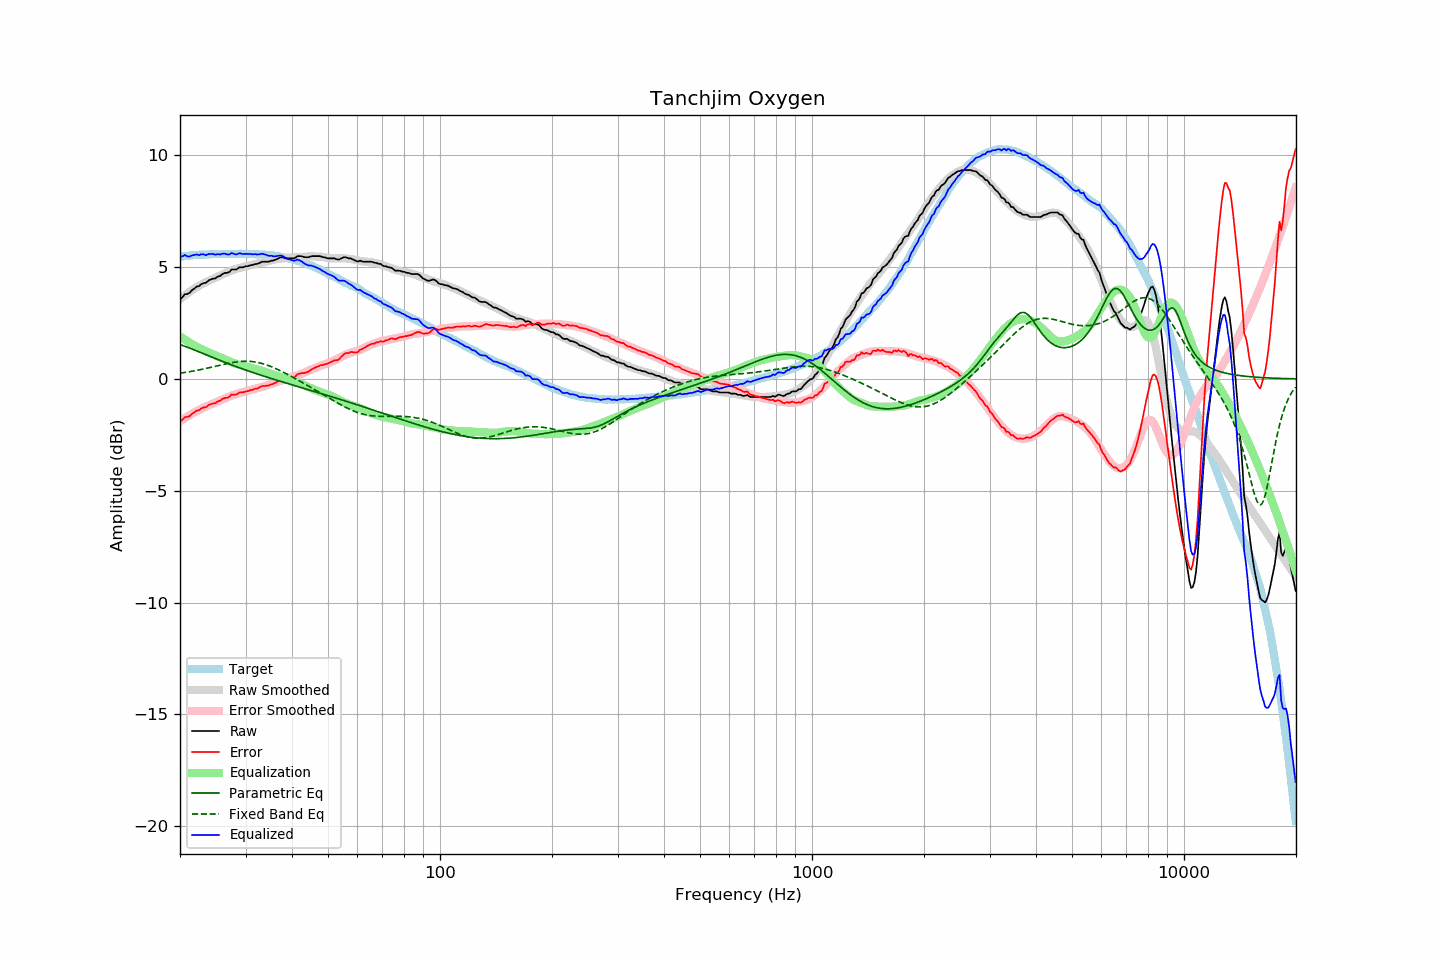 Tanchjim Oxygen
Amplitude (dBr)
10
5
0
−5
−10
−15
−20
Target
Raw Smoothed
Error Smoothed
Raw
Error
Equalization
Parametric Eq
Fixed Band Eq
Equalized
100
1000
10000
Frequency (Hz)